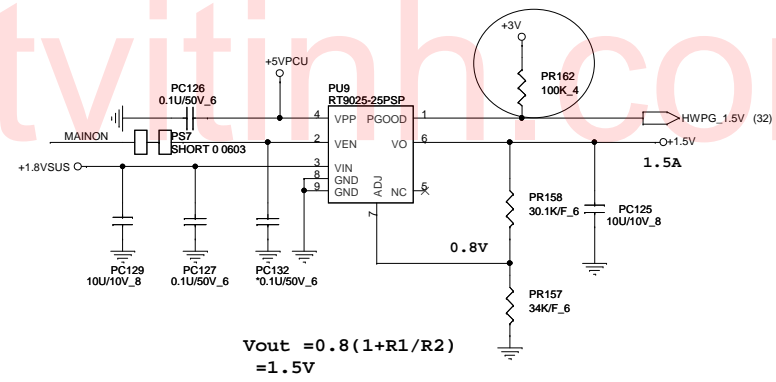 tvitinh.com
+3V
+5VPCU
PR162
100K_4
PC126
0.1U/50V_6
PU9
RT9025-25PSP
4
VPP
PGOOD
1
HWPG_1.5V (32)
MAINON
PS7
SHORT 0 0603
2
VEN
VO
6
+1.5V
1.5A
+1.8VSUS
3
VIN
8
GND
9
GND
ADJ
NC
5
7
PR158
30.1K/F_6
PC125
10U/10V_8
0.8V
PC129
10U/10V_8
PC127
0.1U/50V_6
PC132
*0.1U/50V_6
PR157
34K/F_6
Vout =0.8(1+R1/R2)
=1.5V